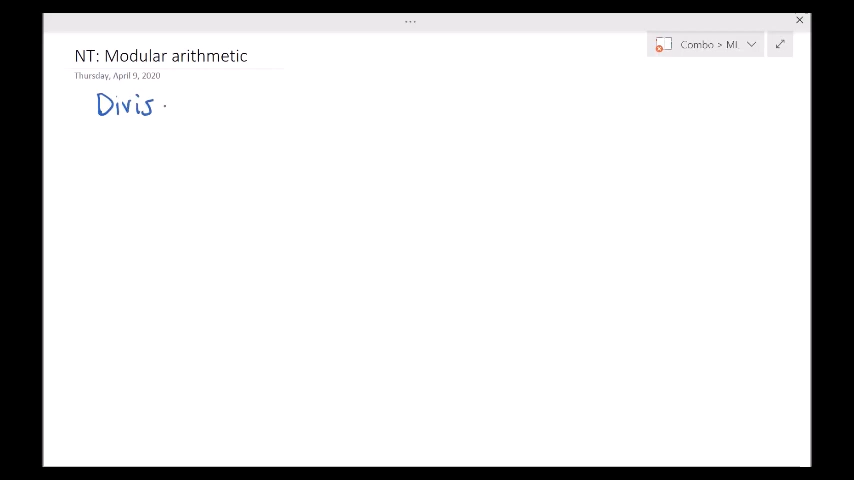 ...
Combo > ML
NT: Modular arithmetic
Thursday, April 9, 2020
Divis